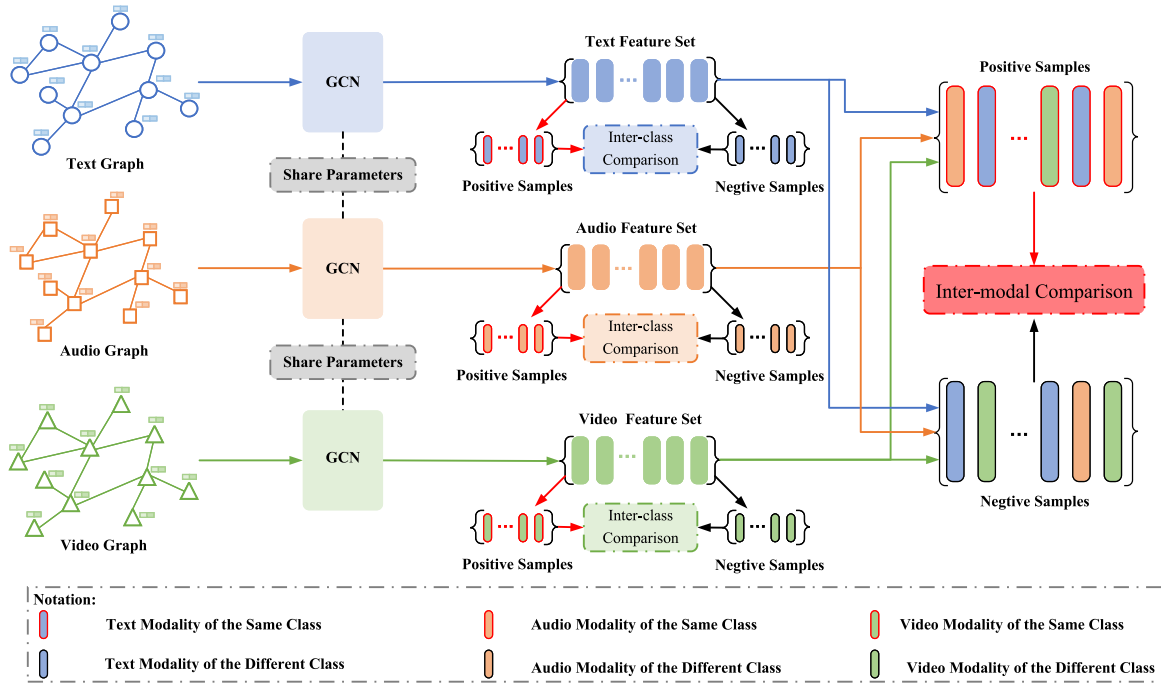 Text Graph
GCN
Share Parameters
Text Feature Set
...
Positive Samples
...
Inter-class
Comparison
Negtive Samples
...
Audio Graph
GCN
Share Parameters
Audio Feature Set
...
Positive Samples
...
Inter-class
Comparison
Negtive Samples
...
Video Graph
GCN
Video Feature Set
...
Positive Samples
...
Inter-class
Comparison
Negtive Samples
...
Positive Samples
...
Inter-modal Comparison
...
Negtive Samples
Notation:
Text Modality of the Same Class
Audio Modality of the Same Class
Video Modality of the Same Class
Text Modality of the Different Class
Audio Modality of the Different Class
Video Modality of the Different Class